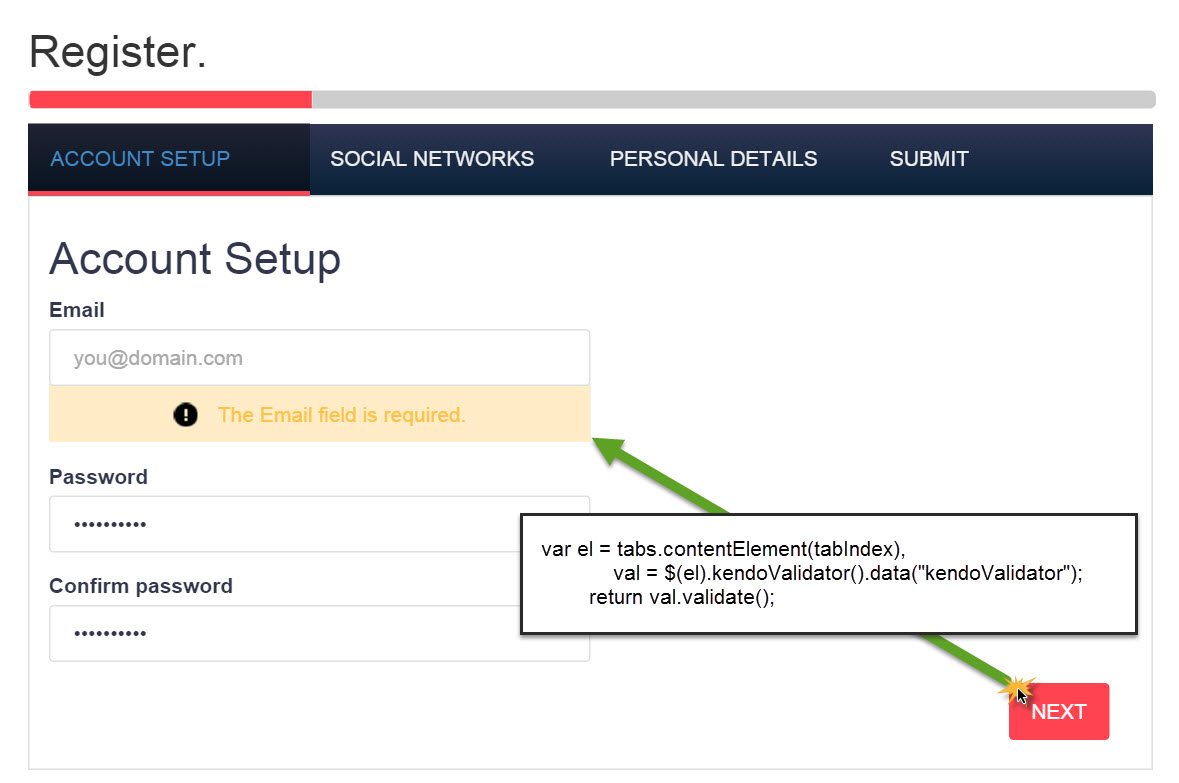 Register.
ACCOUNT SETUP SOCIAL NETWORKS PERSONAL DETAILS SUBMIT
Account Setup
Email
you@domain.com
! The Email field is required.
Password
••••••••••
var el = tabs.contentElement(tabIndex),
val = $(el).kendoValidator().data("kendoValidator");
return val.validate();
Confirm password
••••••••••
NEXT